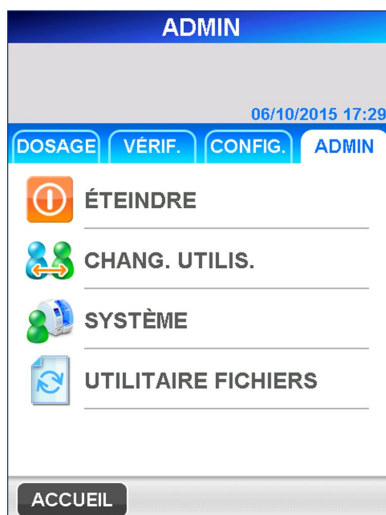 ADMIN
06/10/2015 17:29
DOSAGE VÉRIF. CONFIG. ADMIN
ÉTEINDRE
CHANG. UTILIS.
SYSTÈME
UTILITAIRE FICHIERS
ACCUEIL